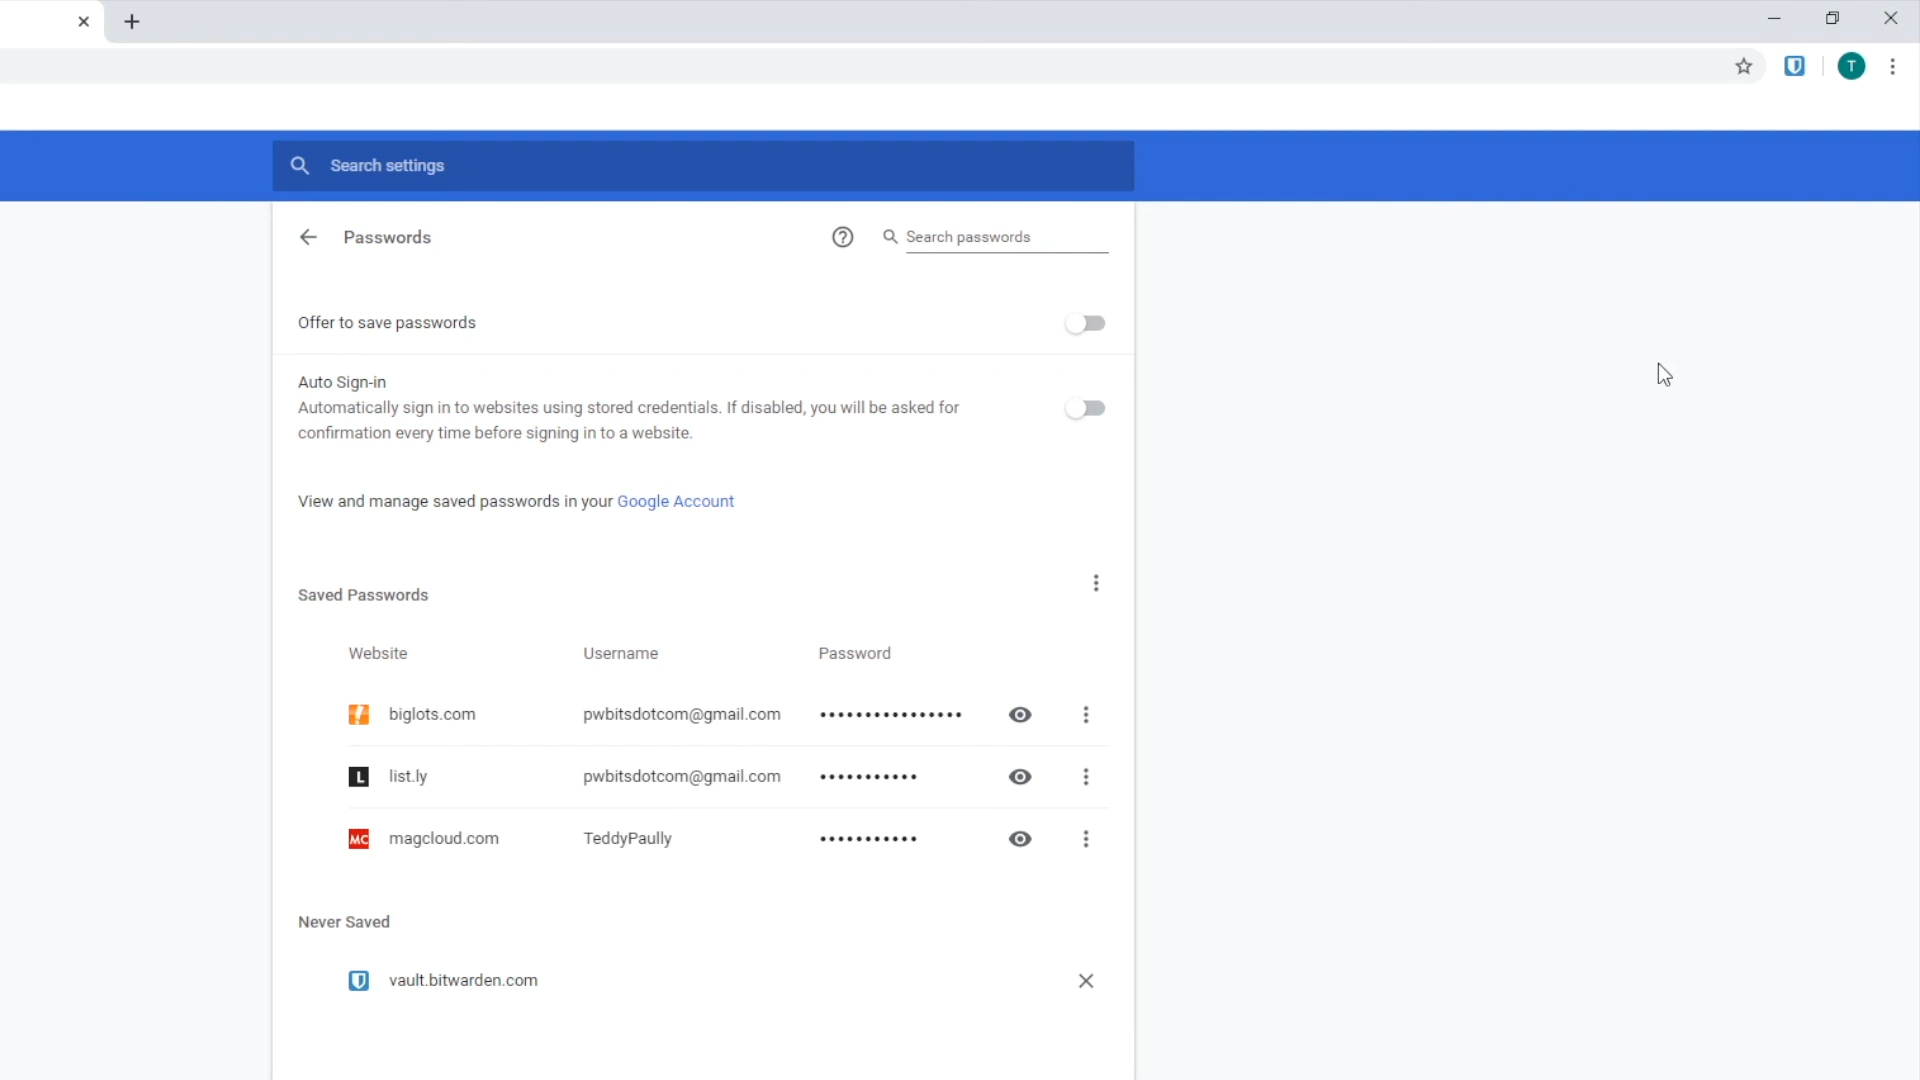 T
Search settings
Passwords
Search passwords
Offer to save passwords
Auto Sign-in
Automatically sign in to websites using stored credentials. If disabled, you will be asked for
confirmation every time before signing in to a website.
View and manage saved passwords in your Google Account
Saved Passwords
Website Username Password
biglots.com pwbitsdotcom@gmail.com ••••••••••••••••
L list.ly pwbitsdotcom@gmail.com •••••••••••
MC magcloud.com TeddyPaully •••••••••••
Never Saved
vault.bitwarden.com